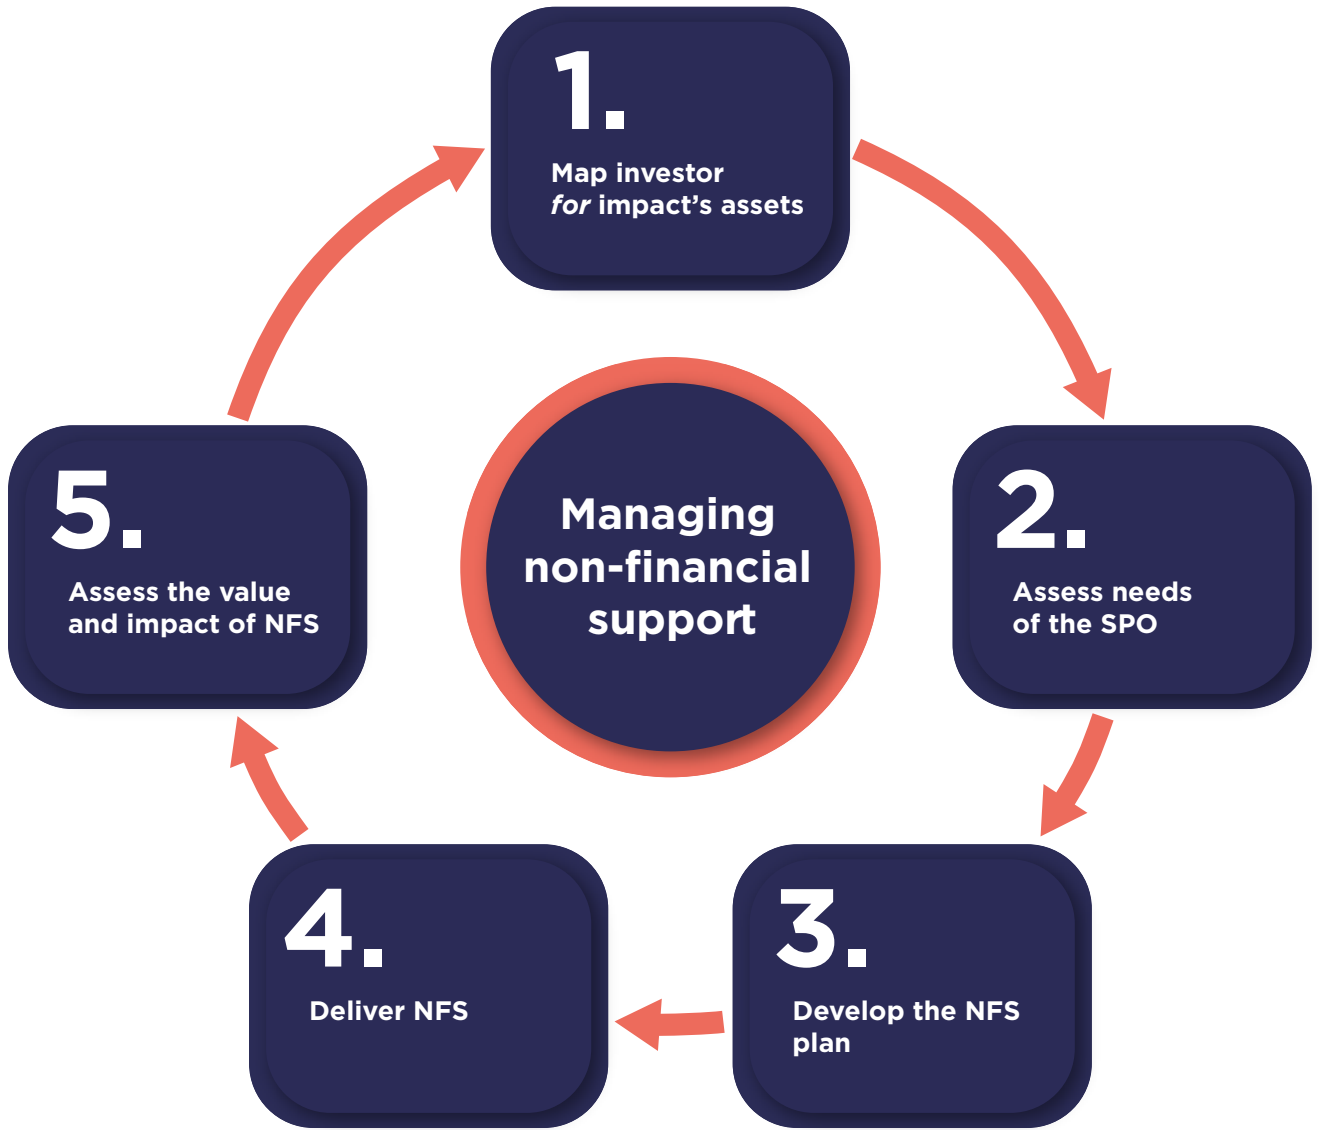 1.
Map investor
for impact's assets
2.
Assess needs
of the SPO
3.
Develop the NFS
plan
4.
Deliver NFS
5.
Assess the value
and impact of NFS
Managing
non-financial
support